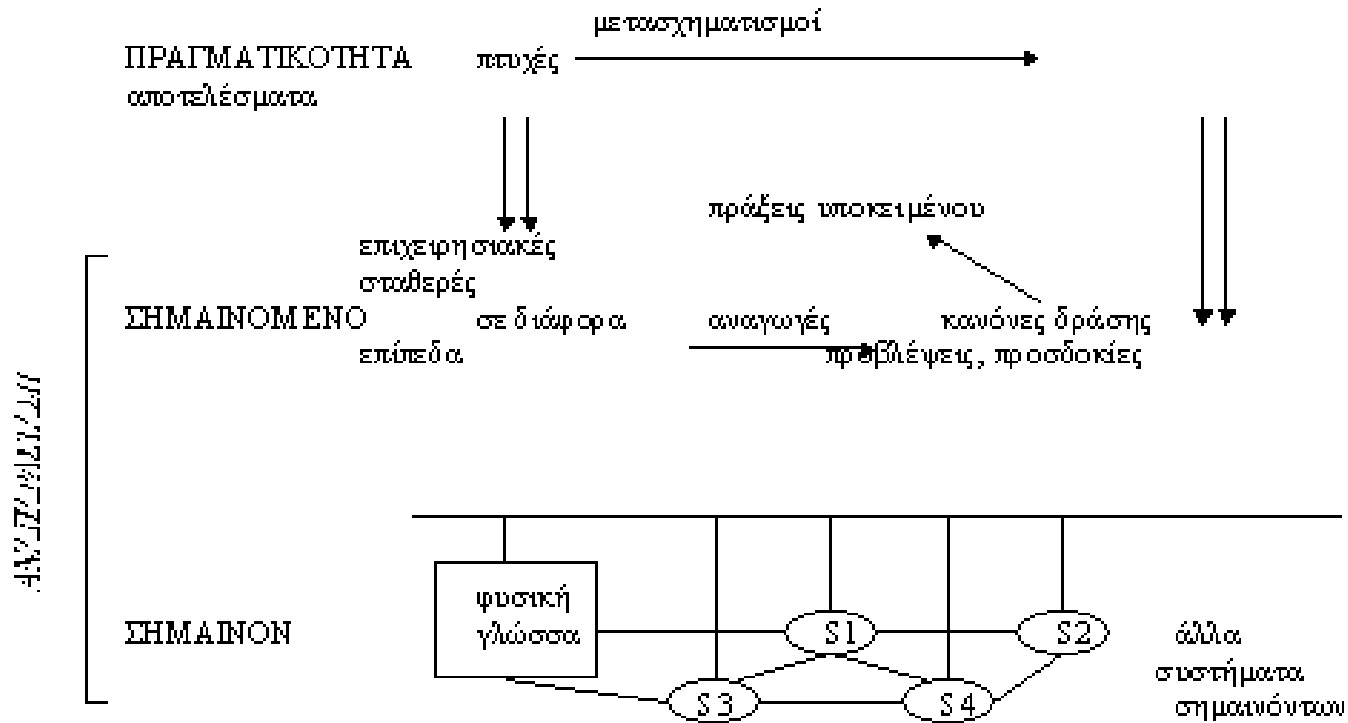 μετασχηματισμοί
ΠΡΑΓΜΑΤΙΚΟΤΗΤΑ πτυχές
αποτελέσματα
πράξεις υποκειμένου
επιχειρησιακές
σταθερές
ΣΗΜΑΙΝΟΜΕΝΟ σε διάφορα αναγωγές κανόνες δράσης
επίπεδα προβλέψεις, προσδοκίες
φυσική
ΣΗΜΑΙΝΟΝ γλώσσα S1 S2 άλλα
συστήματα
S3 S4 σημαινόντων